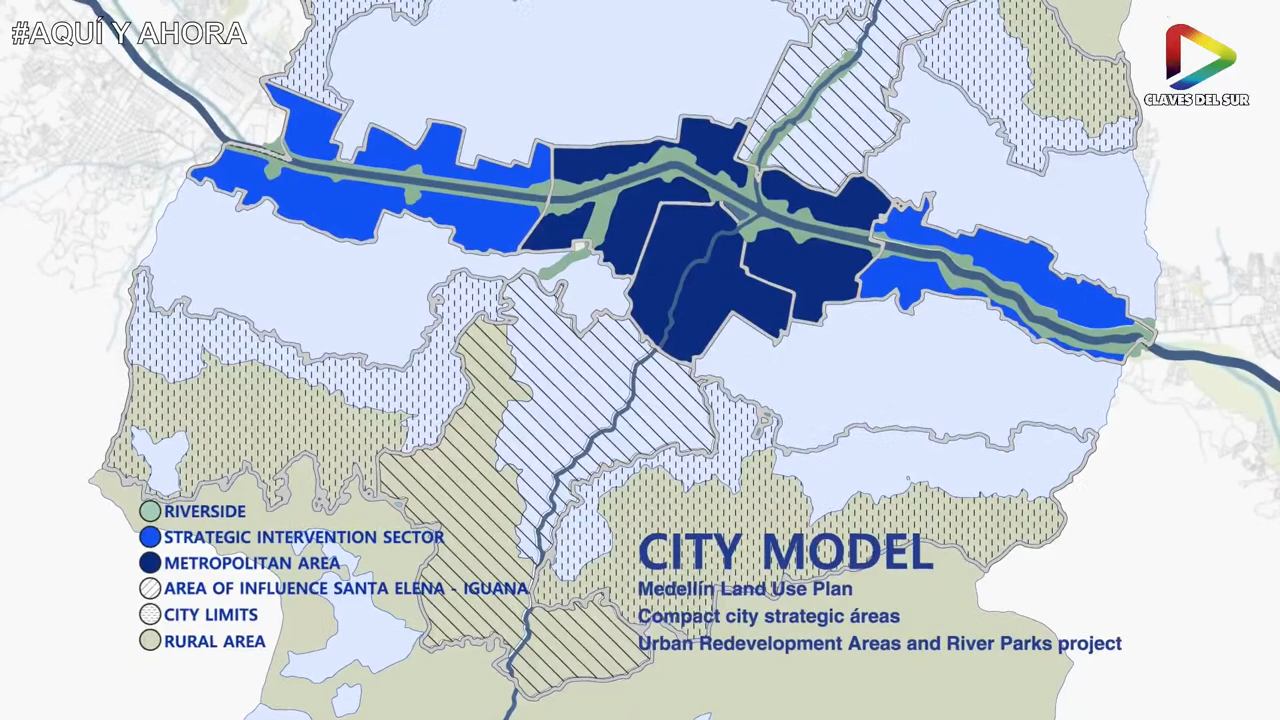 #AQUÍ Y AHORA
CLAVES DEL SUR
RIVERSIDE
STRATEGIC INTERVENTION SECTOR
METROPOLITAN AREA
AREA OF INFLUENCE SANTA ELENA - IGUANA
CITY LIMITS
RURAL AREA
CITY MODEL
Medellín Land Use Plan
Compact city strategic áreas
Urban Redevelopment Areas and River Parks project